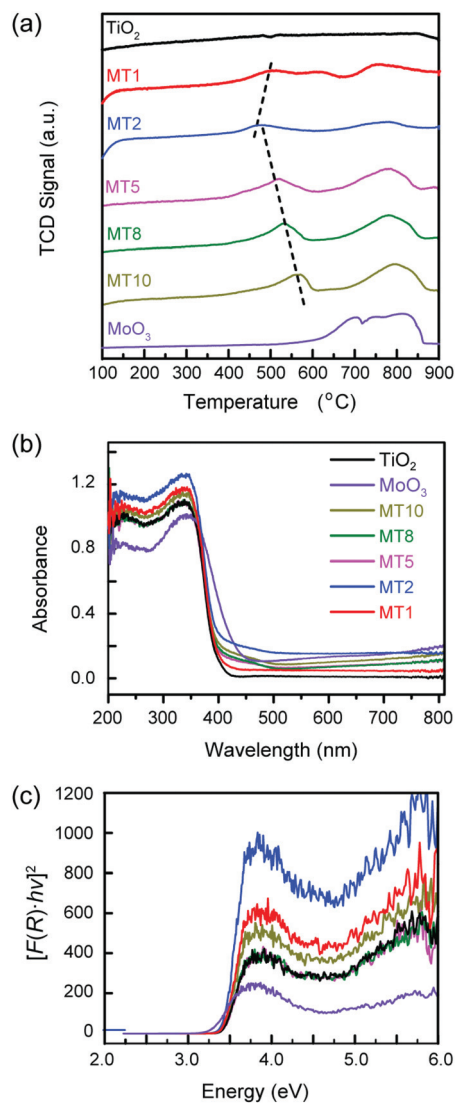 (a)
TiO₂
MT1
MT2
MT5
MT8
MT10
MoO₃
TCD Signal (a.u.)
100 200 300 400 500 600 700 800 900
Temperature (°C)
(b)
1.2
0.8
0.4
0.0
Absorbance
TiO₂
MoO₃
MT10
MT8
MT5
MT2
MT1
200 300 400 500 600 700 800
Wavelength (nm)
(c)
1200
1000
800
600
400
200
0
[F(R)·hν]²
2.0 3.0 4.0 5.0 6.0
Energy (eV)